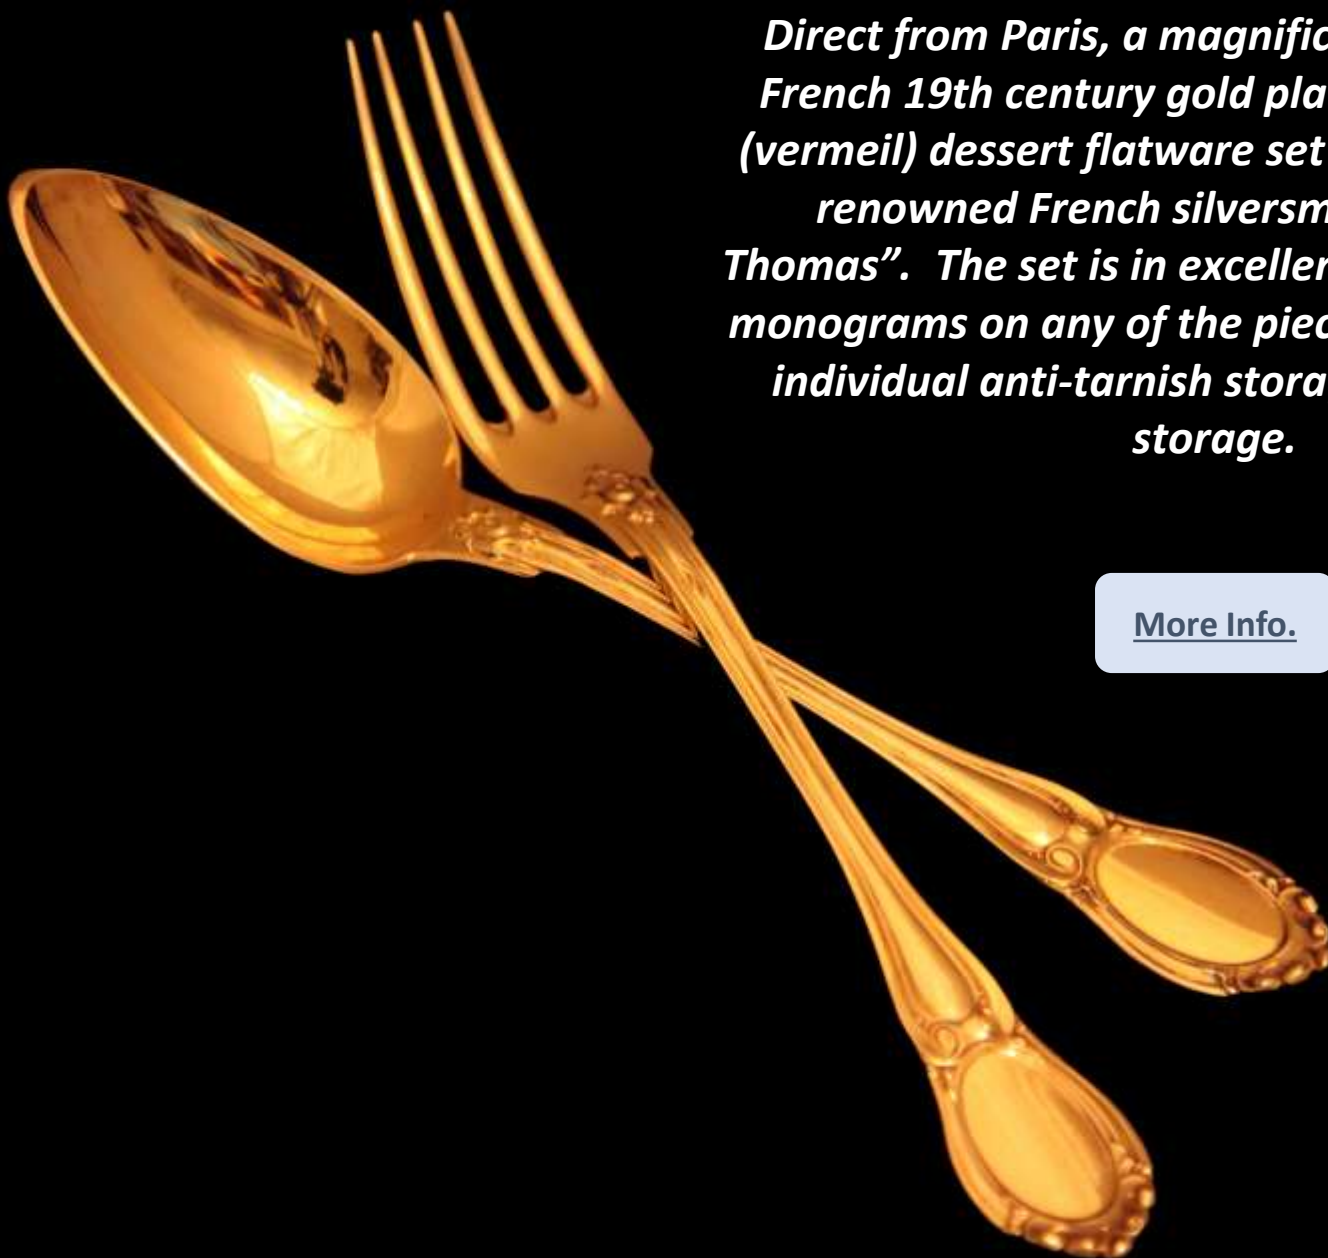 Direct from Paris, a magnific
French 19th century gold pla
(vermeil) dessert flatware set
renowned French silversm
Thomas”. The set is in exceller
monograms on any of the piec
individual anti-tarnish stora
storage.
More Info.